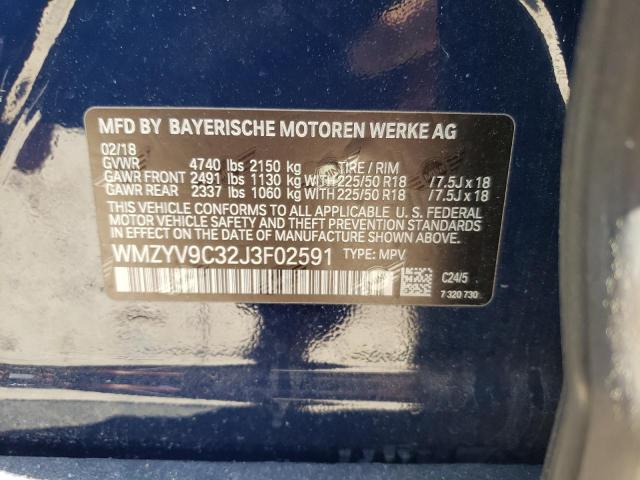 MFD BY BAYERISCHE MOTOREN WERKE AG
02/18
GVWR 4740 lbs 2150 kg TIRE / RIM
GAWR FRONT 2491 lbs 1130 kg WITH 225/50 R18 /7.5J x 18
GAWR REAR 2337 lbs 1060 kg WITH 225/50 R18 /7.5J x 18
THIS VEHICLE CONFORMS TO ALL APPLICABLE U. S. FEDERAL
MOTOR VEHICLE SAFETY AND THEFT PREVENTION STANDARDS
IN EFFECT ON THE DATE OF MANUFACTURE SHOWN ABOVE.
WMZYV9C32J3F02591 TYPE: MPV
C24/5
7 320 730